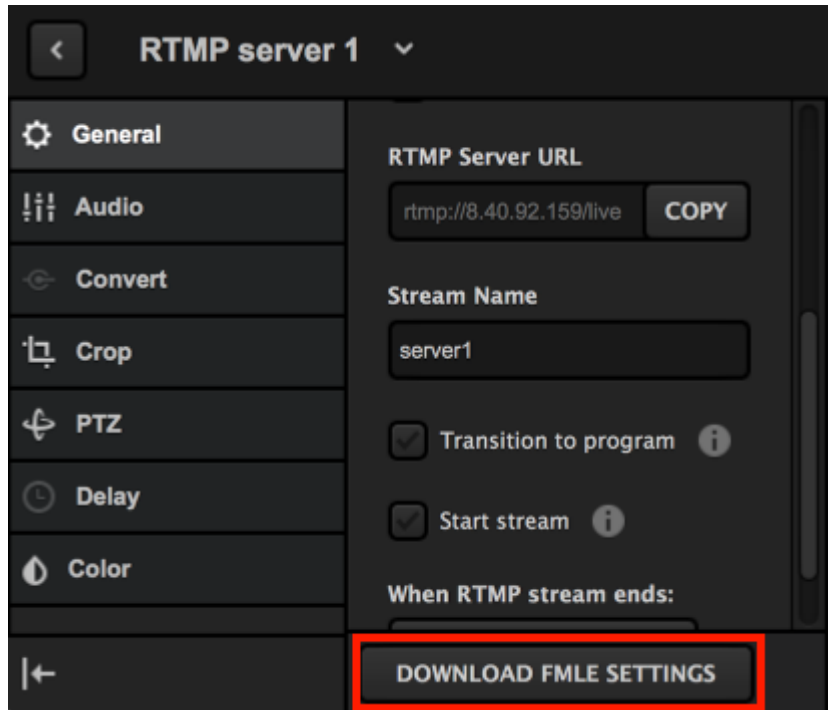 RTMP server 1
General
Audio
Convert
Crop
PTZ
Delay
Color
RTMP Server URL
rtmp://8.40.92.159/live COPY
Stream Name
server1
Transition to program i
Start stream i
When RTMP stream ends:
DOWNLOAD FMLE SETTINGS